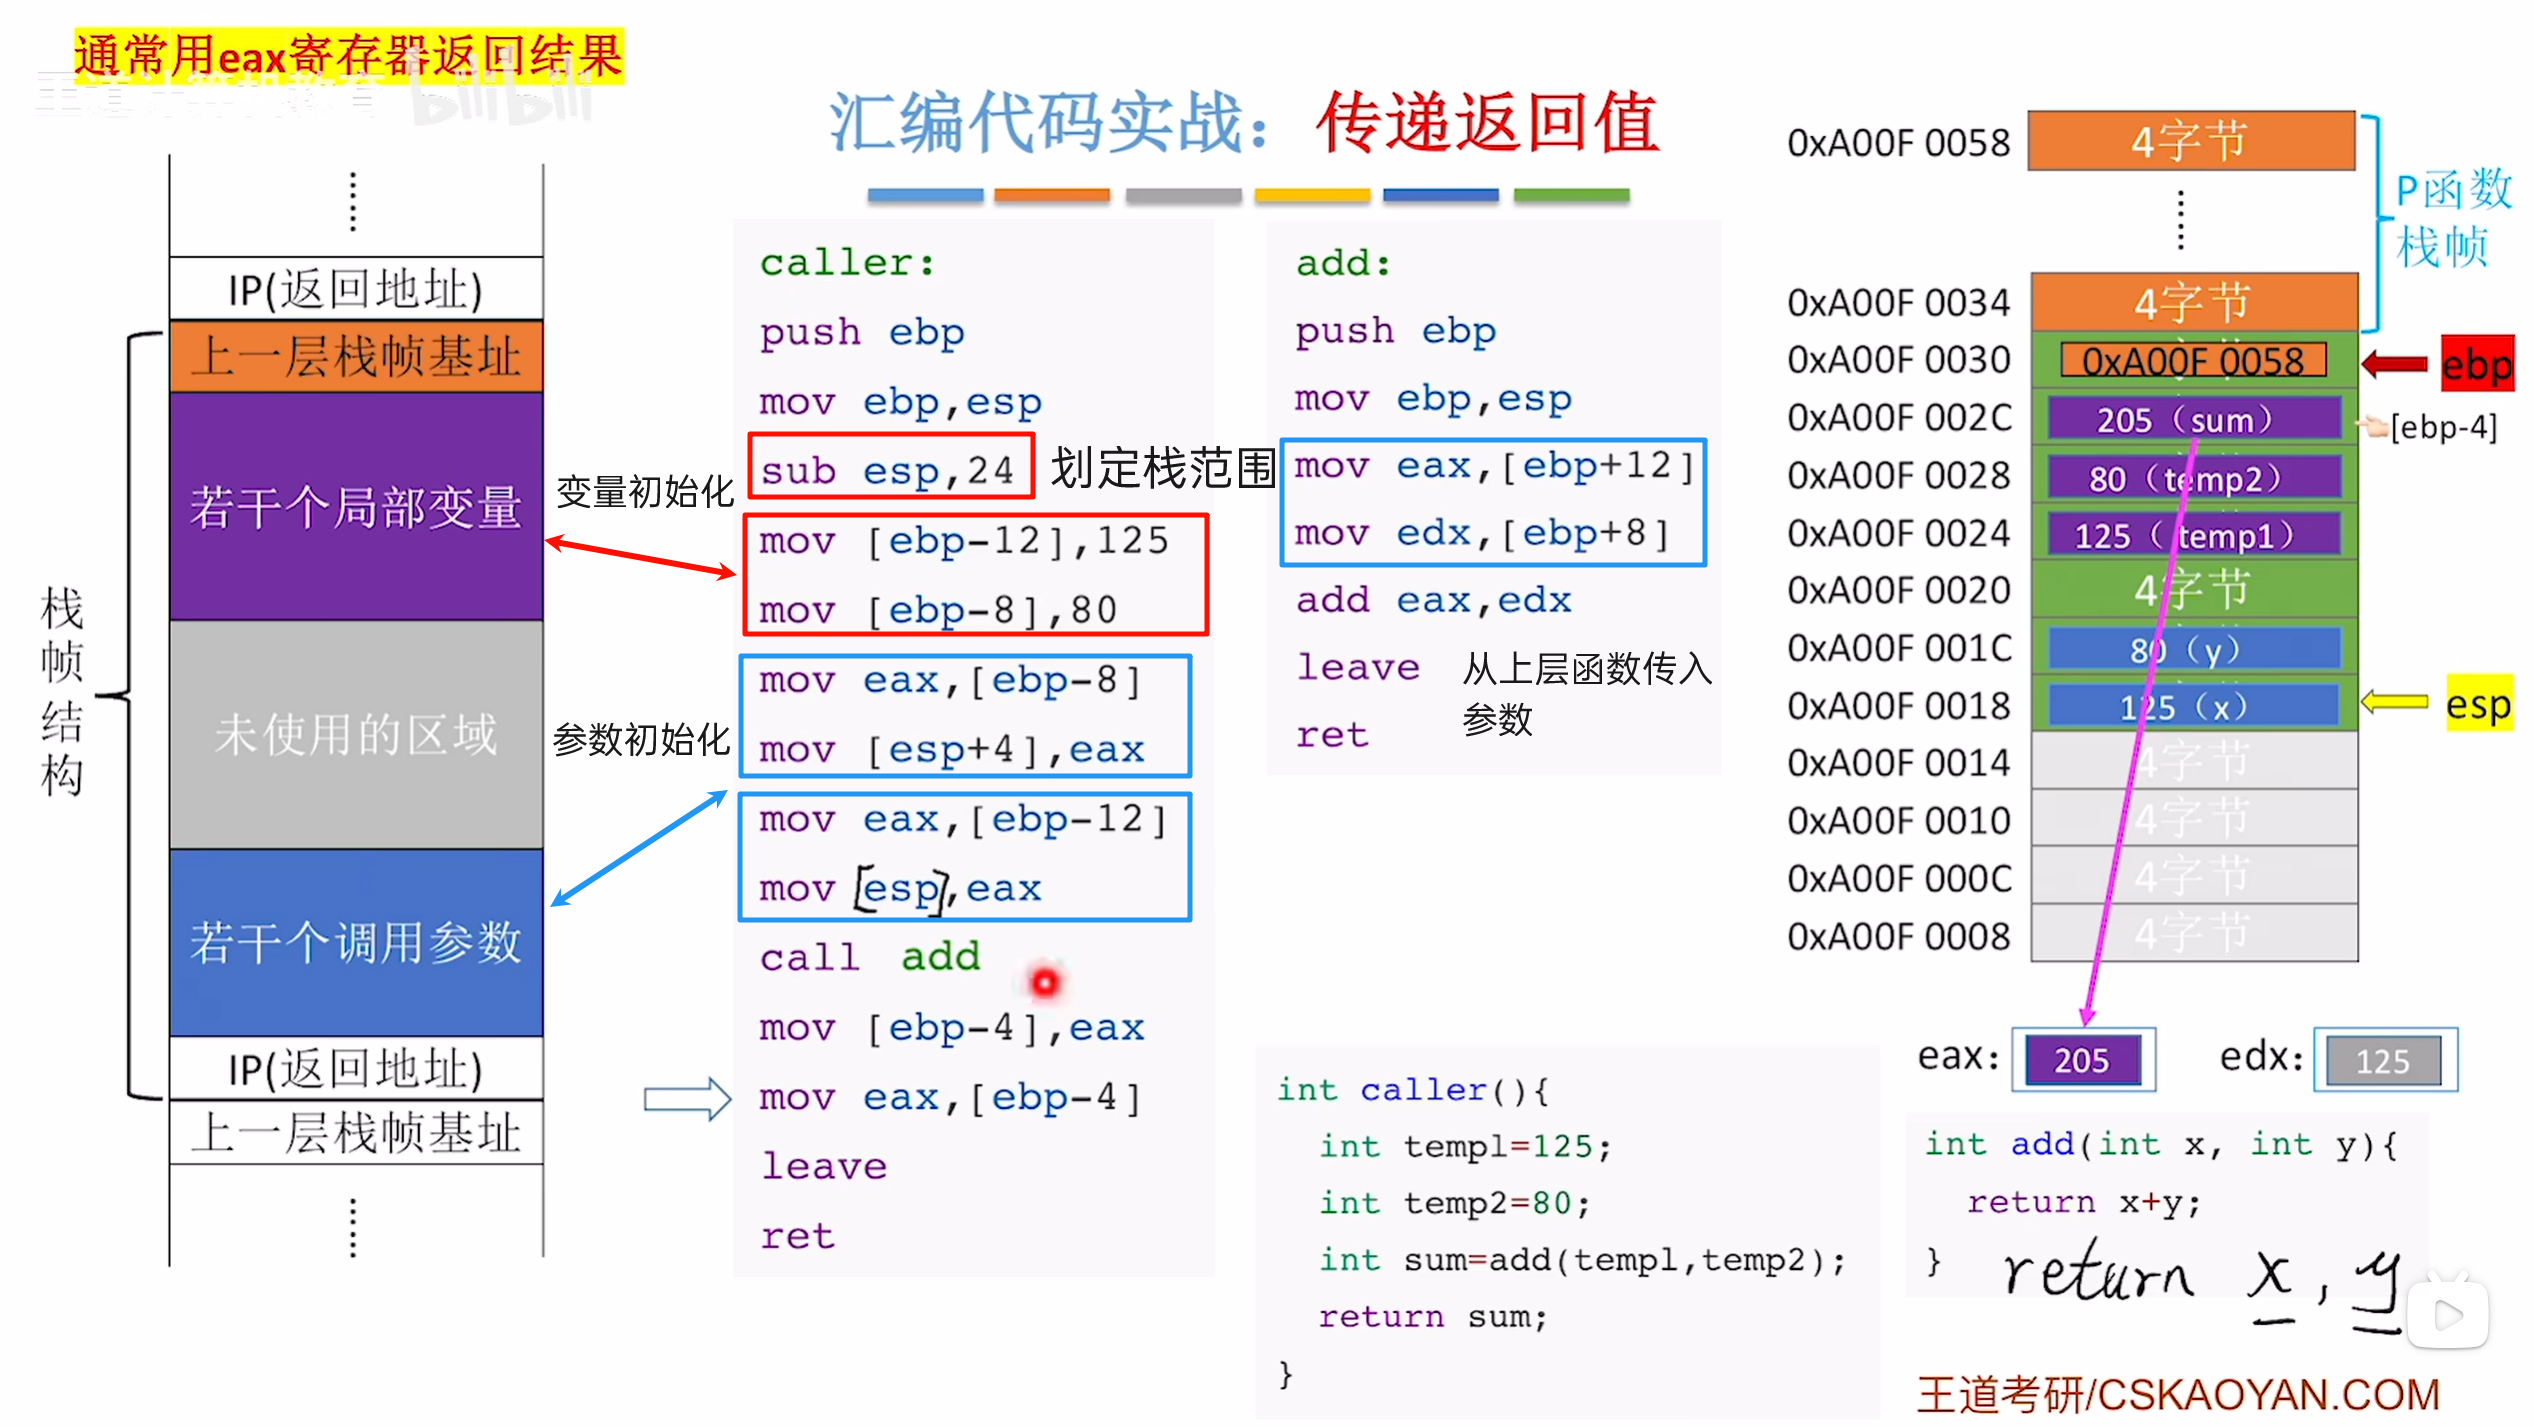 通常用eax寄存器返回结果
王道计算机教育 bilibili
汇编代码实战：传递返回值
IP(返回地址)
上一层栈帧基址
若干个局部变量
未使用的区域
若干个调用参数
IP(返回地址)
上一层栈帧基址
栈帧结构
变量初始化
参数初始化
caller:
push ebp
mov ebp,esp
sub esp,24
划定栈范围
mov [ebp-12],125
mov [ebp-8],80
mov eax,[ebp-8]
mov [esp+4],eax
mov eax,[ebp-12]
mov [esp],eax
call add
mov [ebp-4],eax
mov eax,[ebp-4]
leave
ret
add:
push ebp
mov ebp,esp
mov eax,[ebp+12]
mov edx,[ebp+8]
add eax,edx
leave
ret
从上层函数传入
参数
int caller(){
int temp1=125;
int temp2=80;
int sum=add(temp1,temp2);
return sum;
}
0xA00F 0058 4字节
P函数
栈帧
0xA00F 0034 4字节
0xA00F 0030 0xA00F 0058 ebp
0xA00F 002C 205（sum） [ebp-4]
0xA00F 0028 80（temp2）
0xA00F 0024 125（temp1）
0xA00F 0020 4字节
0xA00F 001C 80（y）
0xA00F 0018 125（x） esp
0xA00F 0014 4字节
0xA00F 0010 4字节
0xA00F 000C 4字节
0xA00F 0008 4字节
eax: 205 edx: 125
int add(int x, int y){
return x+y;
}
return x, y
王道考研/CSKAOYAN.COM